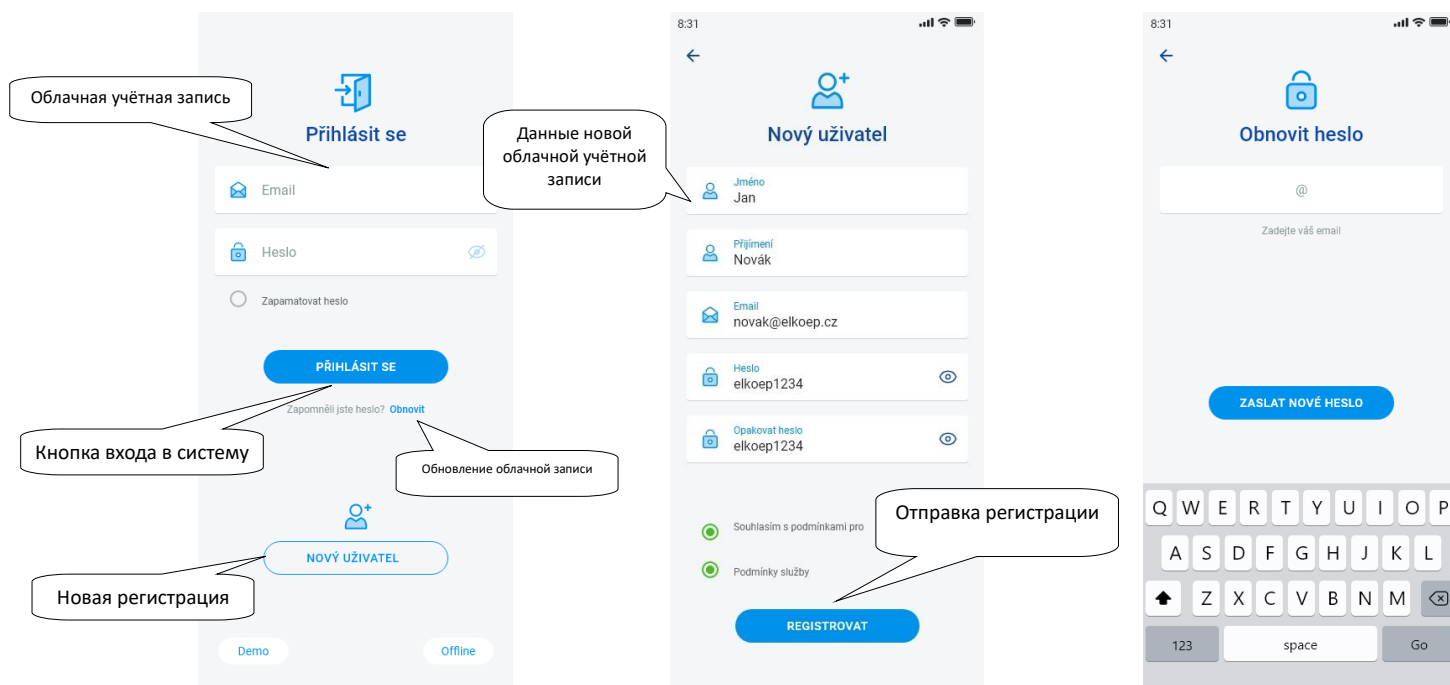 Облачная учётная запись
Přihlásit se
Email
Heslo
Zapamatovat heslo
PŘIHLÁSIT SE
Zapomněli jste heslo? Obnovit
Кнопка входа в систему
Обновление облачной записи
NOVÝ UŽIVATEL
Новая регистрация
Demo
Offline
8:31
Nový uživatel
Данные новой
облачной учётной
записи
Jméno
Jan
Přijímení
Novák
Email
novak@elkoep.cz
Heslo
elkoep1234
Opakovat heslo
elkoep1234
Отправка регистрации
Souhlasím s podmínkami pro
Podmínky služby
REGISTROVAT
8:31
Obnovit heslo
@
Zadejte váš email
ZASLAT NOVÉ HESLO
Q W E R T Y U I O P
A S D F G H J K L
Z X C V B N M
123 space Go